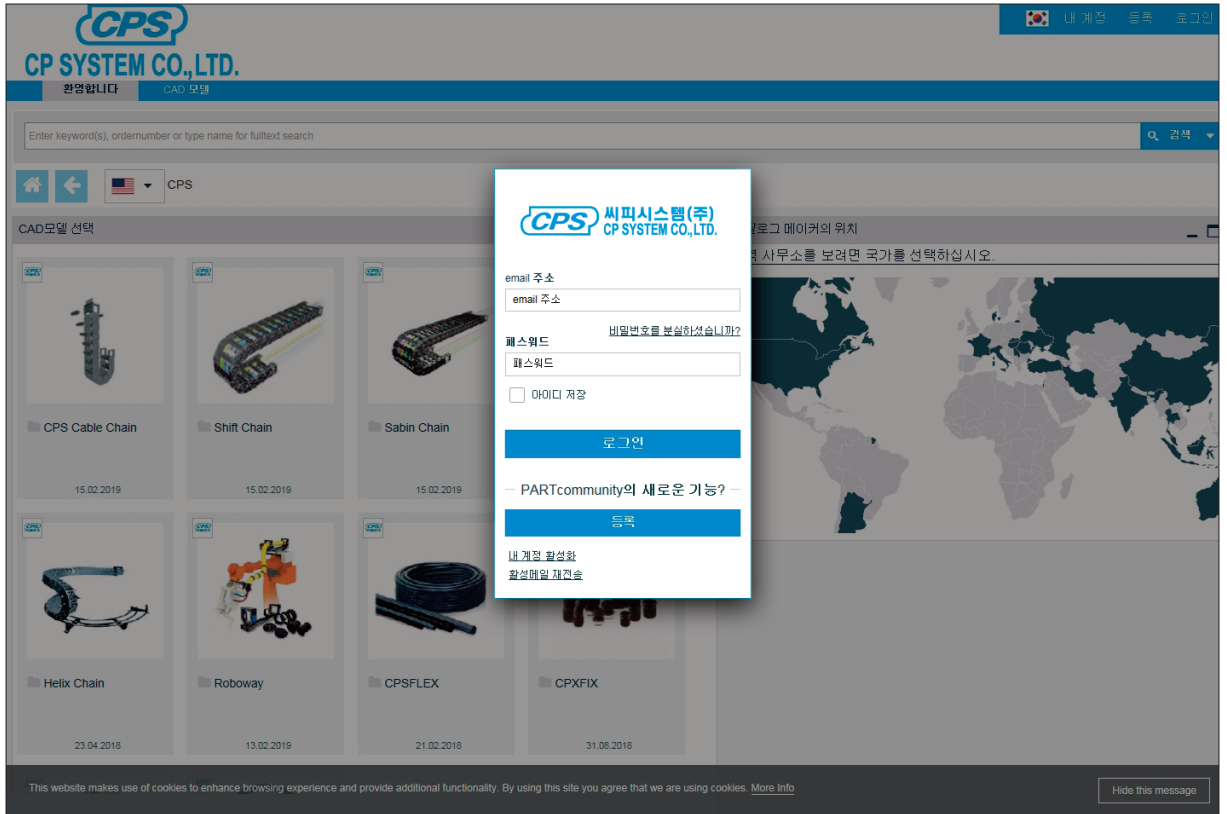 CPS
CP SYSTEM CO.,LTD.
내 계정 등록 로그인
환영합니다 CAD 모델
Enter keyword(s), ordernumber or type name for fulltext search
검색
CPS
CAD모델 선택
로그 메이커의 위치
사무소를 보려면 국가를 선택하십시오.
CPS Cable Chain
15.02.2019
Shift Chain
15.02.2019
Sabin Chain
15.02.2019
Helix Chain
23.04.2018
Roboway
13.02.2019
CPSFLEX
21.02.2018
CPXFIX
31.08.2018
CPS 씨피시스템(주)
CP SYSTEM CO.,LTD.
email 주소
email 주소
비밀번호를 분실하셨습니까?
패스워드
패스워드
아이디 저장
로그인
PARTcommunity의 새로운 기능?
등록
내 계정 활성화
활성메일 재전송
This website makes use of cookies to enhance browsing experience and provide additional functionality. By using this site you agree that we are using cookies. More Info
Hide this message